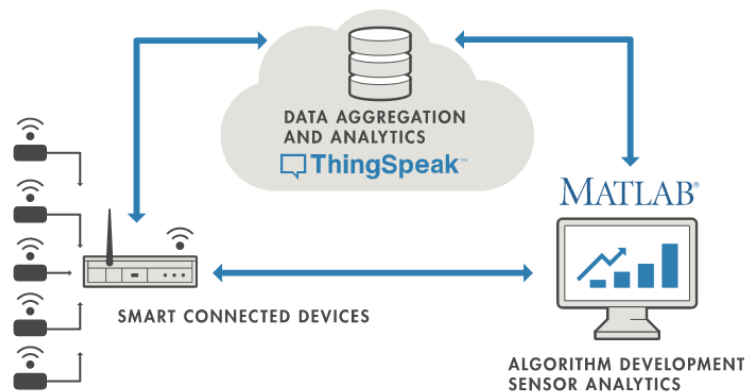 DATA AGGREGATION
AND ANALYTICS
ThingSpeak™
MATLAB®
SMART CONNECTED DEVICES
ALGORITHM DEVELOPMENT
SENSOR ANALYTICS